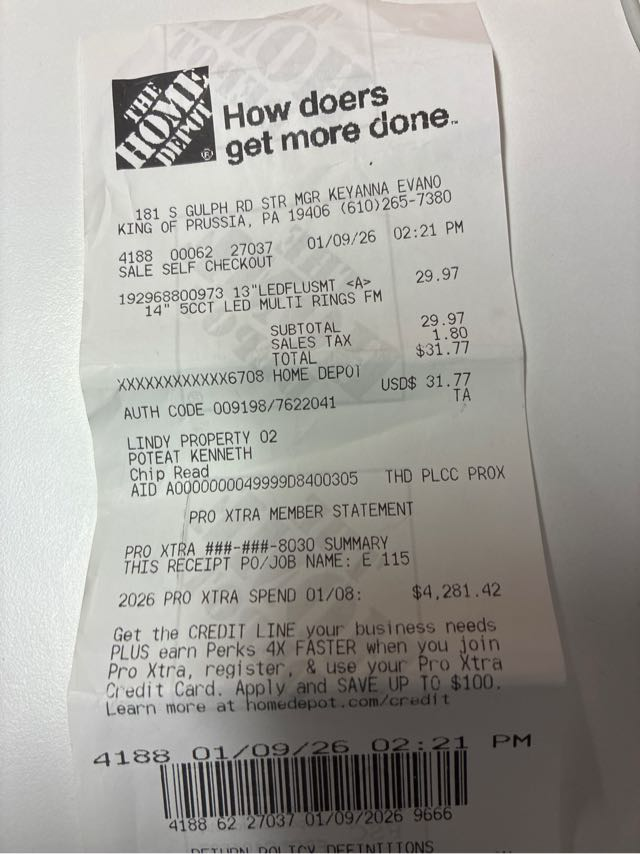 THE
HOME
DEPOT
®
How doers
get more done.™
181 S GULPH RD STR MGR KEYANNA EVANO
KING OF PRUSSIA, PA 19406 (610)265-7380
4188 00062 27037 01/09/26 02:21 PM
SALE SELF CHECKOUT
192968800973 13"LEDFLUSMT <A> 29.97
14" 5CCT LED MULTI RINGS FM
SUBTOTAL 29.97
SALES TAX 1.80
TOTAL $31.77
XXXXXXXXXXXX6708 HOME DEPOT
USD$ 31.77
AUTH CODE 009198/7622041 TA
LINDY PROPERTY 02
POTEAT KENNETH
Chip Read
AID A0000000049999D8400305 THD PLCC PROX
PRO XTRA MEMBER STATEMENT
PRO XTRA ###-###-8030 SUMMARY
THIS RECEIPT PO/JOB NAME: E 115
2026 PRO XTRA SPEND 01/08: $4,281.42
Get the CREDIT LINE your business needs
PLUS earn Perks 4X FASTER when you join
Pro Xtra, register, & use your Pro Xtra
Credit Card. Apply and SAVE UP TO $100.
Learn more at homedepot.com/credit
4188 01/09/26 02:21 PM
4188 62 27037 01/09/2026 9666
RETURN POLICY DEFINITIONS